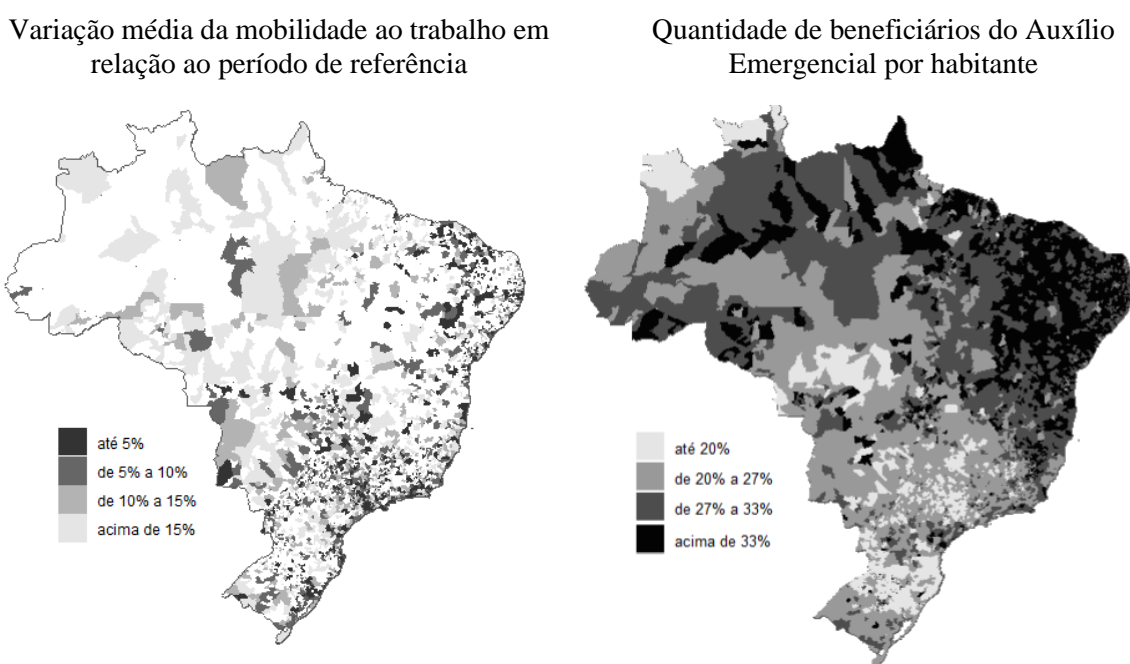 Variação média da mobilidade ao trabalho em
relação ao período de referência
Quantidade de beneficiários do Auxílio
Emergencial por habitante
até 5%
de 5% a 10%
de 10% a 15%
acima de 15%
até 20%
de 20% a 27%
de 27% a 33%
acima de 33%